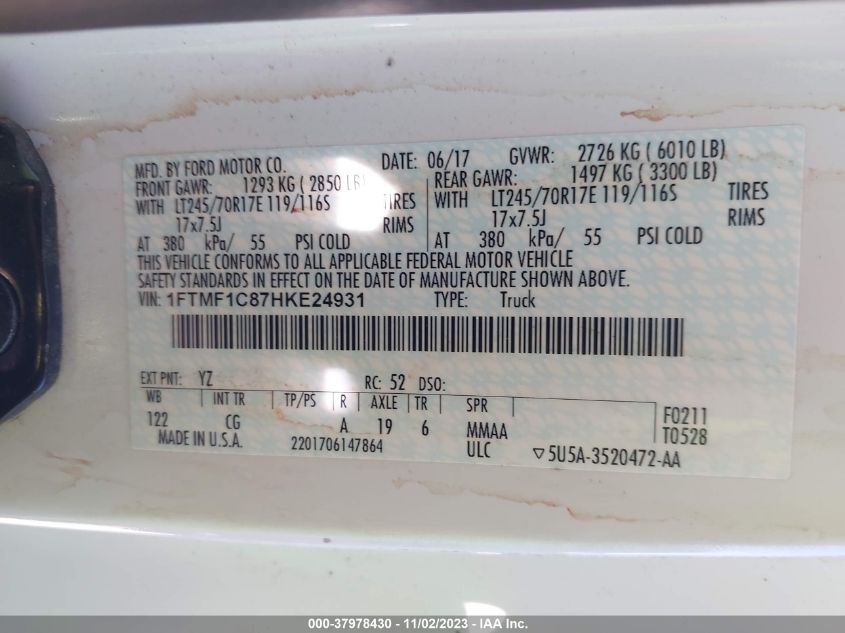 MFD. BY FORD MOTOR CO. DATE: 06/17 GVWR: 2726 KG ( 6010 LB)
FRONT GAWR: 1293 KG ( 2850 LB) REAR GAWR: 1497 KG ( 3300 LB)
WITH LT245/70R17E 119/116S TIRES WITH LT245/70R17E 119/116S TIRES
17x7.5J RIMS 17x7.5J RIMS
AT 380 kPa/ 55 PSI COLD AT 380 kPa/ 55 PSI COLD
THIS VEHICLE CONFORMS TO ALL APPLICABLE FEDERAL MOTOR VEHICLE
SAFETY STANDARDS IN EFFECT ON THE DATE OF MANUFACTURE SHOWN ABOVE.
VIN: 1FTMF1C87HKE24931 TYPE: Truck
EXT PNT: YZ RC: 52 DSO:
WB INT TR TP/PS R AXLE TR SPR F0211
122 CG A 19 6 MMAA T0528
MADE IN U.S.A. 2201706147864 ULC ▽5U5A-3520472-AA
000-37978430 - 11/02/2023 - IAA Inc.